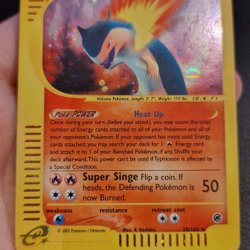 Volcano Pokémon. Length: 5' 7", Weight: 175 lbs.
POKÉ-POWER Heat Up
Once during your turn (before your attack), you may count the total
number of Energy cards attached to all of your Pokémon and all of
your opponent's Pokémon. If your opponent has more total Energy
cards attached, you may search your deck for a Fire Energy card and
attach it to 1 of your Benched Pokémon. If you do, Shuffle your
deck afterward. This power can't be used if Typhlosion is affected by
a Special Condition.
Super Singe Flip a coin. If
heads, the Defending Pokémon is
now Burned.
50
weakness
resistance
retreat cost
e
© 2002 Pokémon / Nintendo
28/165